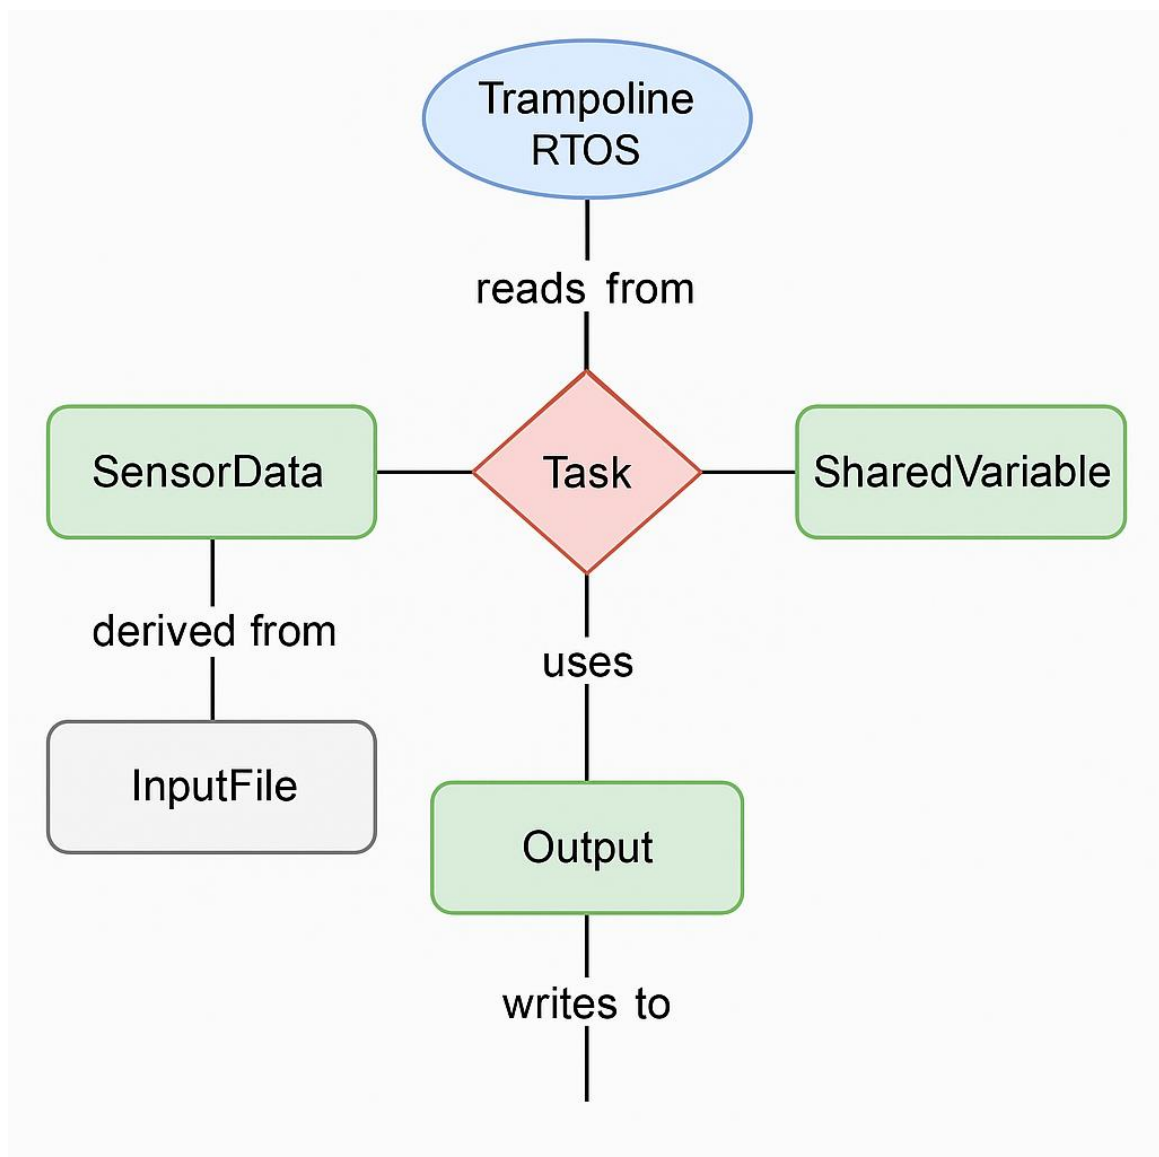 Trampoline
RTOS
reads from
SensorData
Task
SharedVariable
derived from
uses
InputFile
Output
writes to